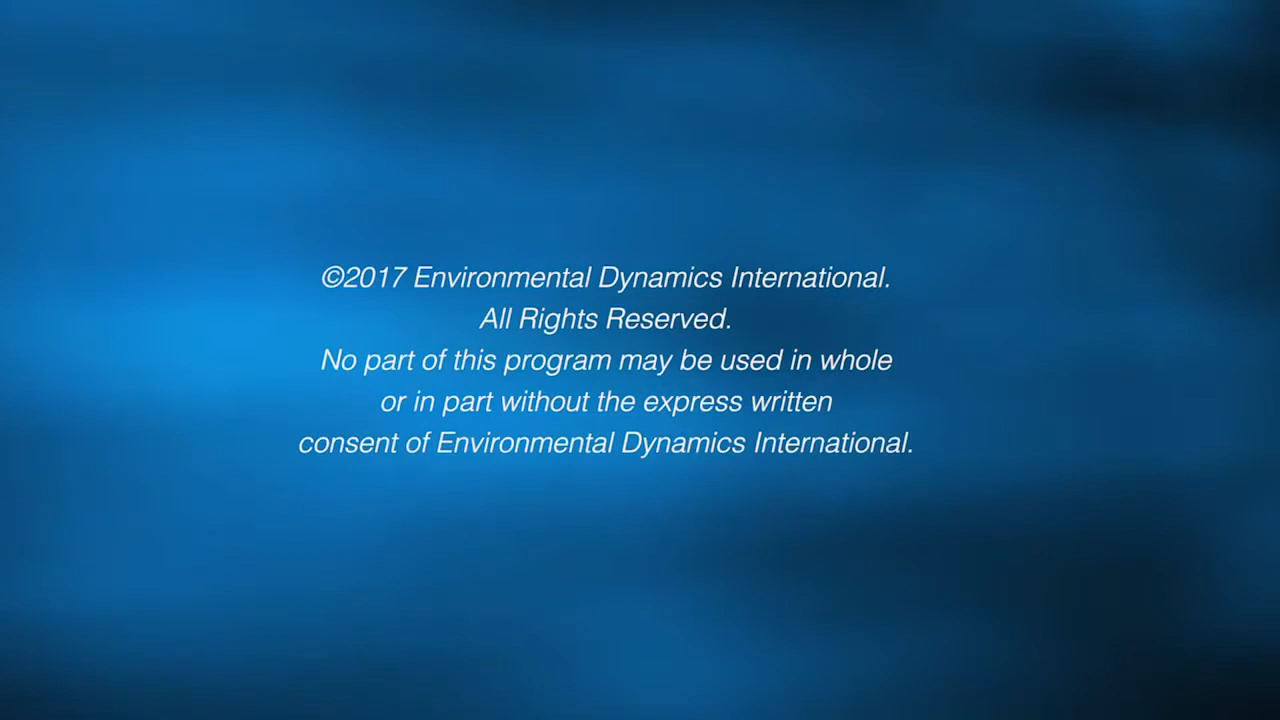 ©2017 Environmental Dynamics International.
All Rights Reserved.
No part of this program may be used in whole
or in part without the express written
consent of Environmental Dynamics International.